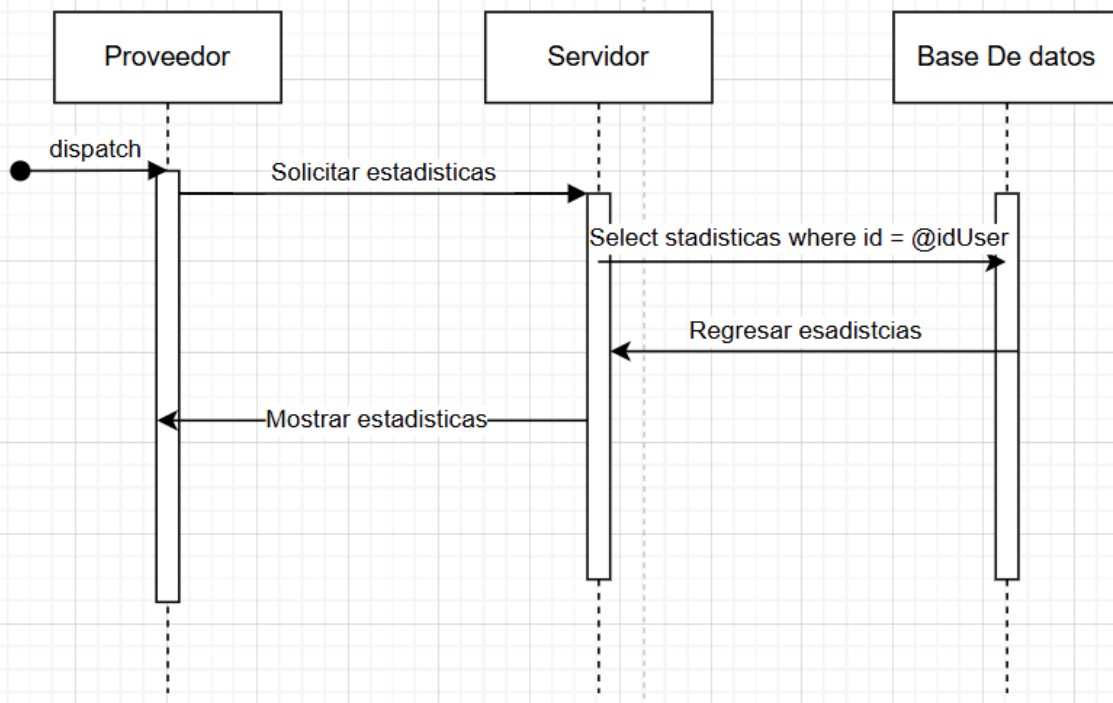 Proveedor
Servidor
Base De datos
dispatch
Solicitar estadisticas
Select stadisticas where id = @idUser
Regresar esadistcias
Mostrar estadisticas